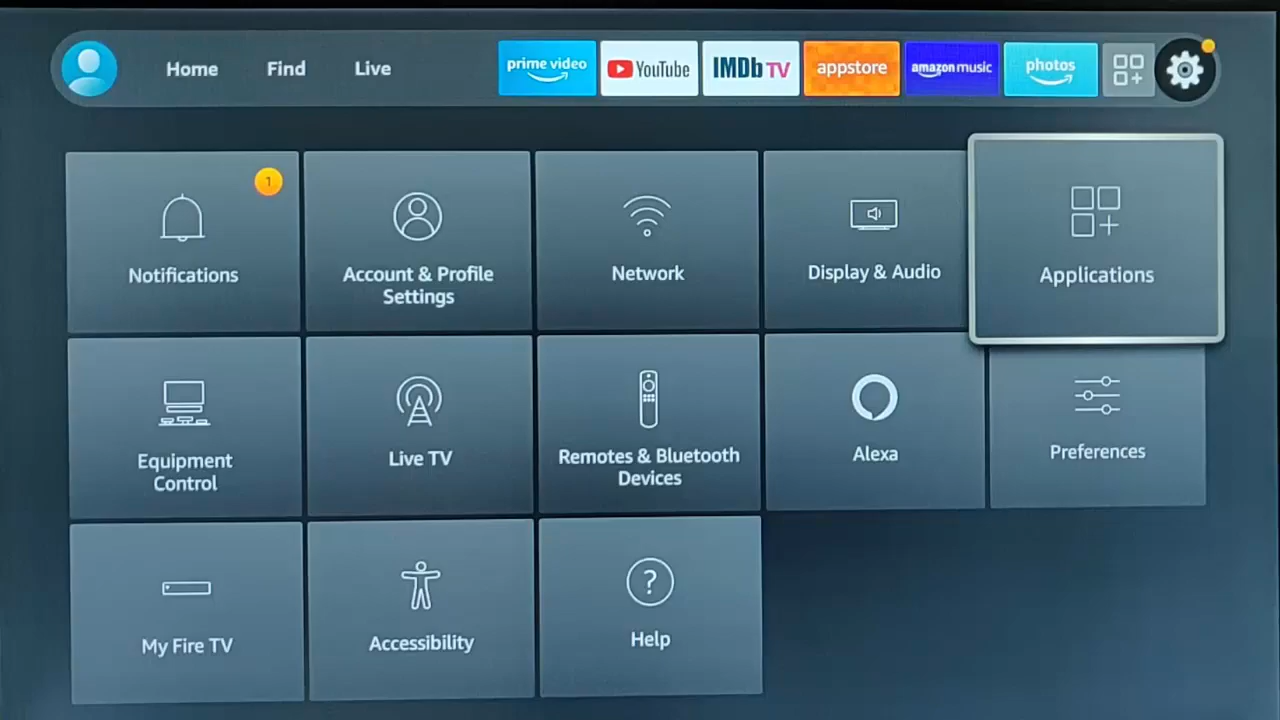 Home Find Live prime video YouTube IMDb TV appstore amazon music photos
1
Notifications
Account & Profile
Settings
Network
Display & Audio
Applications
Equipment
Control
Live TV
Remotes & Bluetooth
Devices
Alexa
Preferences
My Fire TV
Accessibility
?
Help